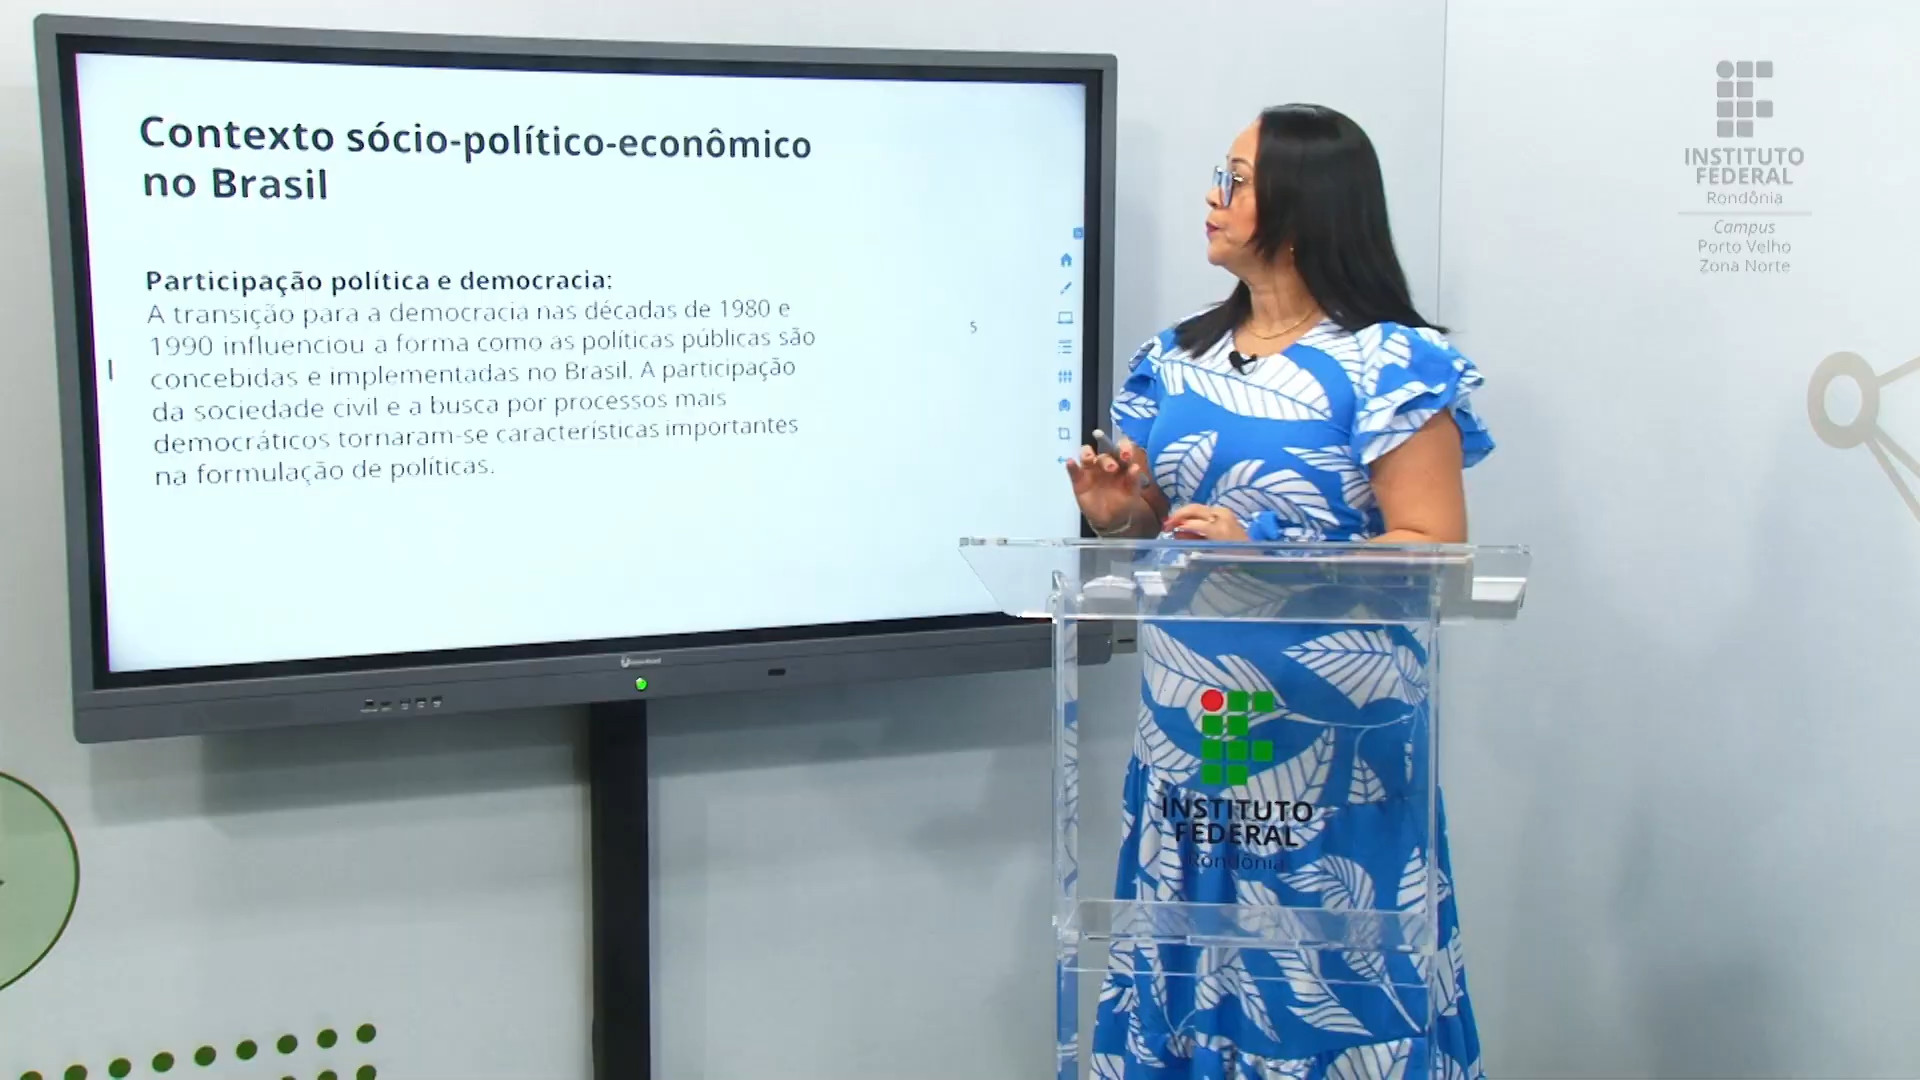 Contexto sócio-político-econômico
no Brasil
Participação política e democracia:
A transição para a democracia nas décadas de 1980 e
1990 influenciou a forma como as políticas públicas são
concebidas e implementadas no Brasil. A participação
da sociedade civil e a busca por processos mais
democráticos tornaram-se características importantes
na formulação de políticas.
5
INSTITUTO
FEDERAL
Rondônia
Campus
Porto Velho
Zona Norte
INSTITUTO
FEDERAL
Rondônia